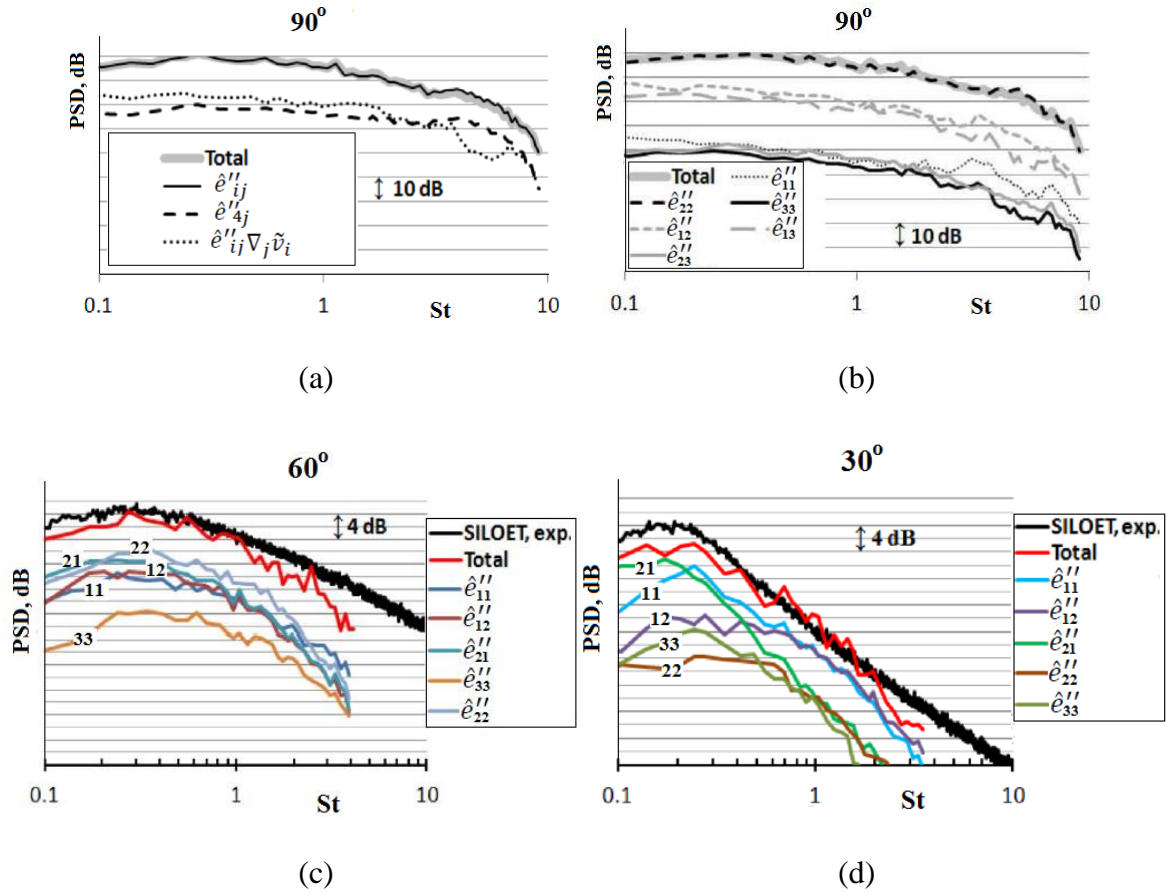 90°
PSD, dB
Total
ê''ij
ê''4j
ê''ij∇jṽi
10 dB
0.1
1
10
St
(a)
90°
PSD, dB
Total
ê''22
ê''12
ê''23
ê''11
ê''33
ê''13
10 dB
0.1
1
10
St
(b)
60°
PSD, dB
4 dB
21
22
12
11
33
SILOET, exp.
Total
ê''11
ê''12
ê''21
ê''33
ê''22
0.1
1
10
St
(c)
30°
PSD, dB
4 dB
21
11
12
33
22
SILOET, exp.
Total
ê''11
ê''12
ê''21
ê''22
ê''33
0.1
1
10
St
(d)